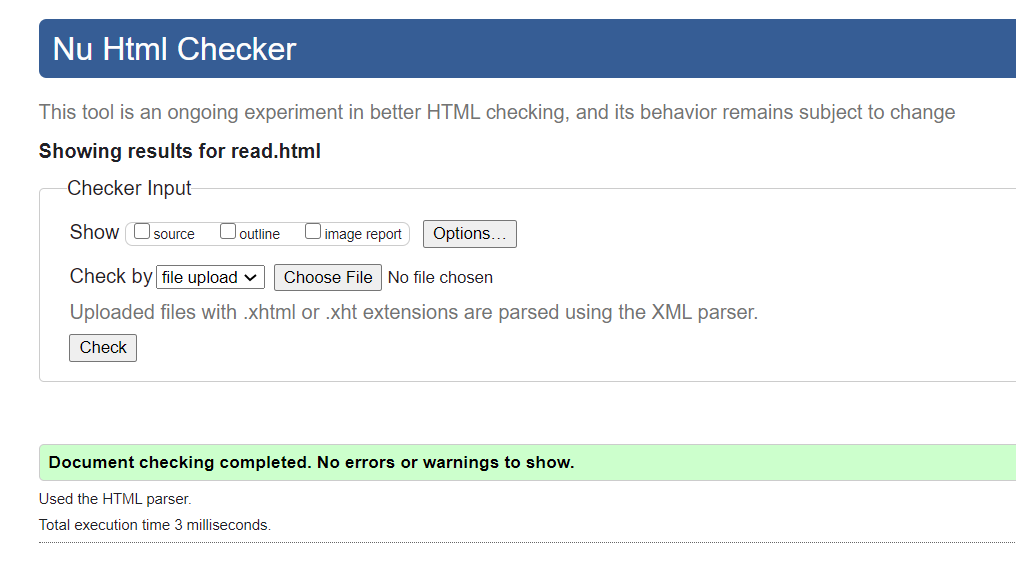 Nu Html Checker
This tool is an ongoing experiment in better HTML checking, and its behavior remains subject to change
Showing results for read.html
Checker Input
Show source outline image report Options...
Check by file upload Choose File No file chosen
Uploaded files with .xhtml or .xht extensions are parsed using the XML parser.
Check
Document checking completed. No errors or warnings to show.
Used the HTML parser.
Total execution time 3 milliseconds.